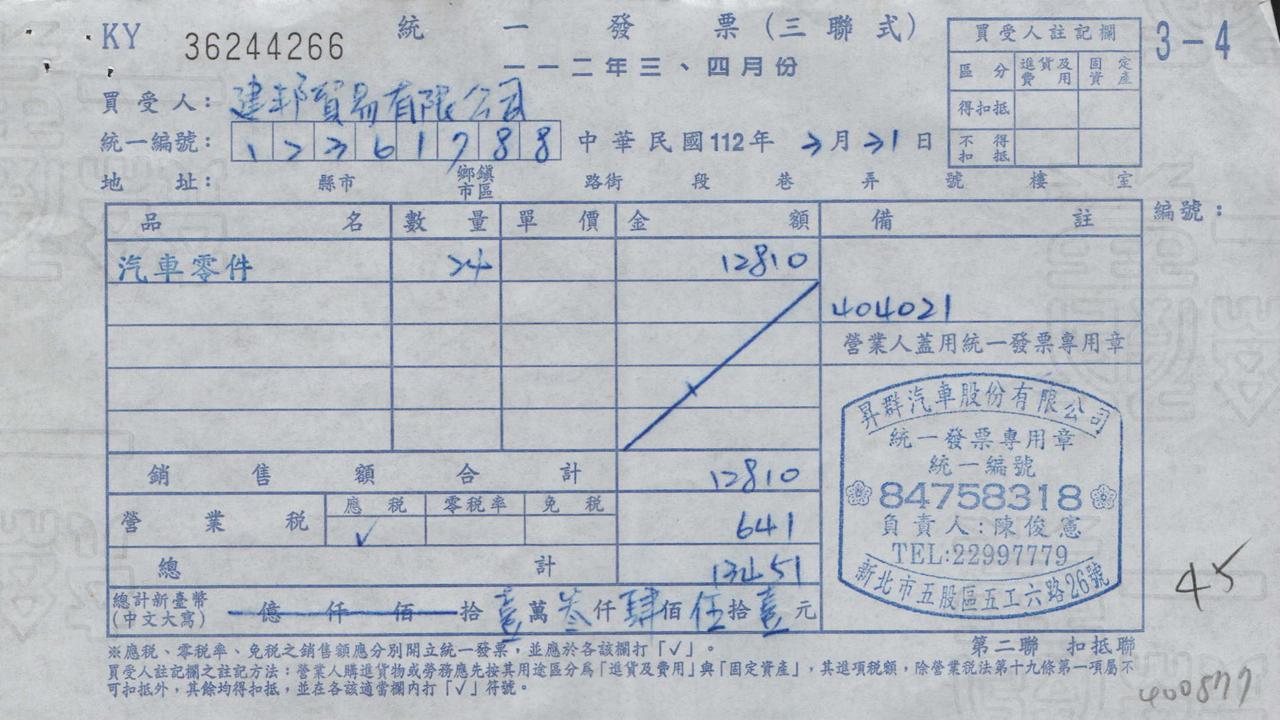 KY 36244266 統一發票(三聯式)
一一二年三、四月份
3-4
買受人註記欄
區分 進貨及費用 固定資產
得扣抵
不得扣抵
買受人: 建邦貿易有限公司
統一編號: 12361788 中華民國112年3月31日
地址: 縣市 鄉鎮市區 路街 段 巷 弄 號 樓 室
編號:
品名 數量 單價 金額 備註
汽車零件 24 12810
404021
營業人蓋用統一發票專用章
昇群汽車股份有限公司
統一發票專用章
統一編號
84758318
負責人:陳俊憲
TEL:22997779
新北市五股區五工六路26號
銷售額合計 12810
營業稅 應稅 零稅率 免稅
✓ 641
總計 13451
總計新臺幣(中文大寫) 億仟佰拾壹萬叁仟肆佰伍拾壹元
45
※應稅、零稅率、免稅之銷售額應分別開立統一發票,並應於各該欄打「✓」。
第二聯 扣抵聯
買受人註記欄之註記方法:營業人購進貨物或勞務應先按其用途區分為「進貨及費用」與「固定資產」,其進項稅額,除營業稅法第十九條第一項屬不
可扣抵外,其餘均得扣抵,並在各該適當欄內打「✓」符號。
400877